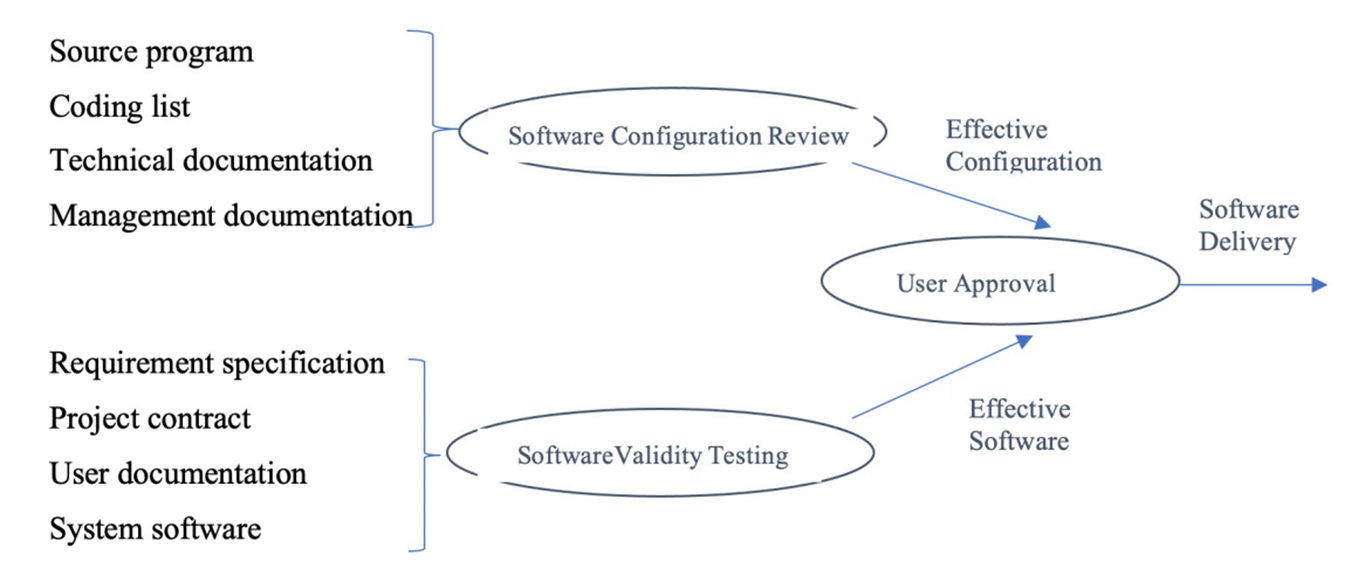 Source program
Coding list
Technical documentation
Management documentation
Software Configuration Review
Effective
Configuration
Software
Delivery
User Approval
Requirement specification
Project contract
User documentation
System software
SoftwareValidity Testing
Effective
Software